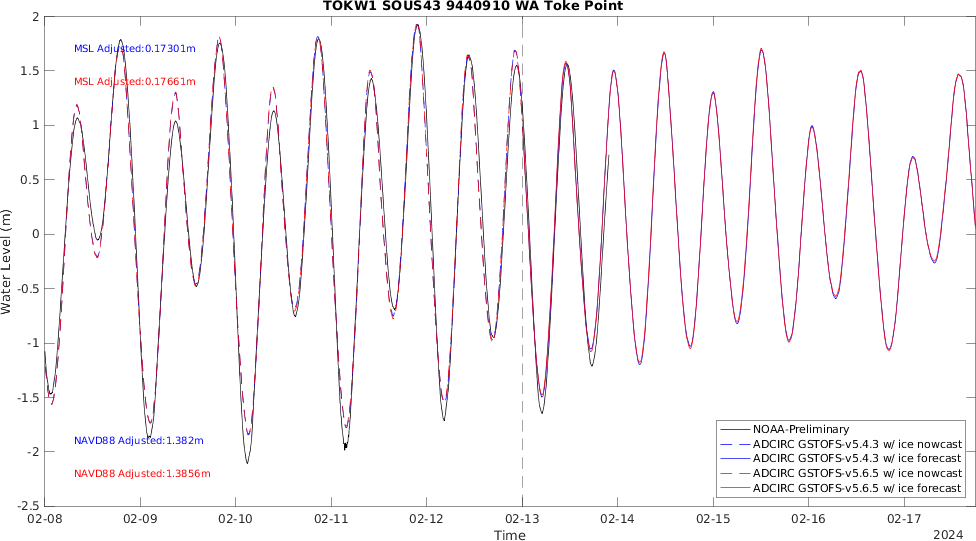 TOKW1 SOUS43 9440910 WA Toke Point
2
1.5
1
0.5
0
-0.5
-1
-1.5
-2
-2.5
Water Level (m)
MSL Adjusted:0.17301m
MSL Adjusted:0.17661m
NAVD88 Adjusted:1.382m
NAVD88 Adjusted:1.3856m
NOAA-Preliminary
ADCIRC GSTOFS-v5.4.3 w/ ice nowcast
ADCIRC GSTOFS-v5.4.3 w/ ice forecast
ADCIRC GSTOFS-v5.6.5 w/ ice nowcast
ADCIRC GSTOFS-v5.6.5 w/ ice forecast
02-08 02-09 02-10 02-11 02-12 02-13 02-14 02-15 02-16 02-17
Time
2024